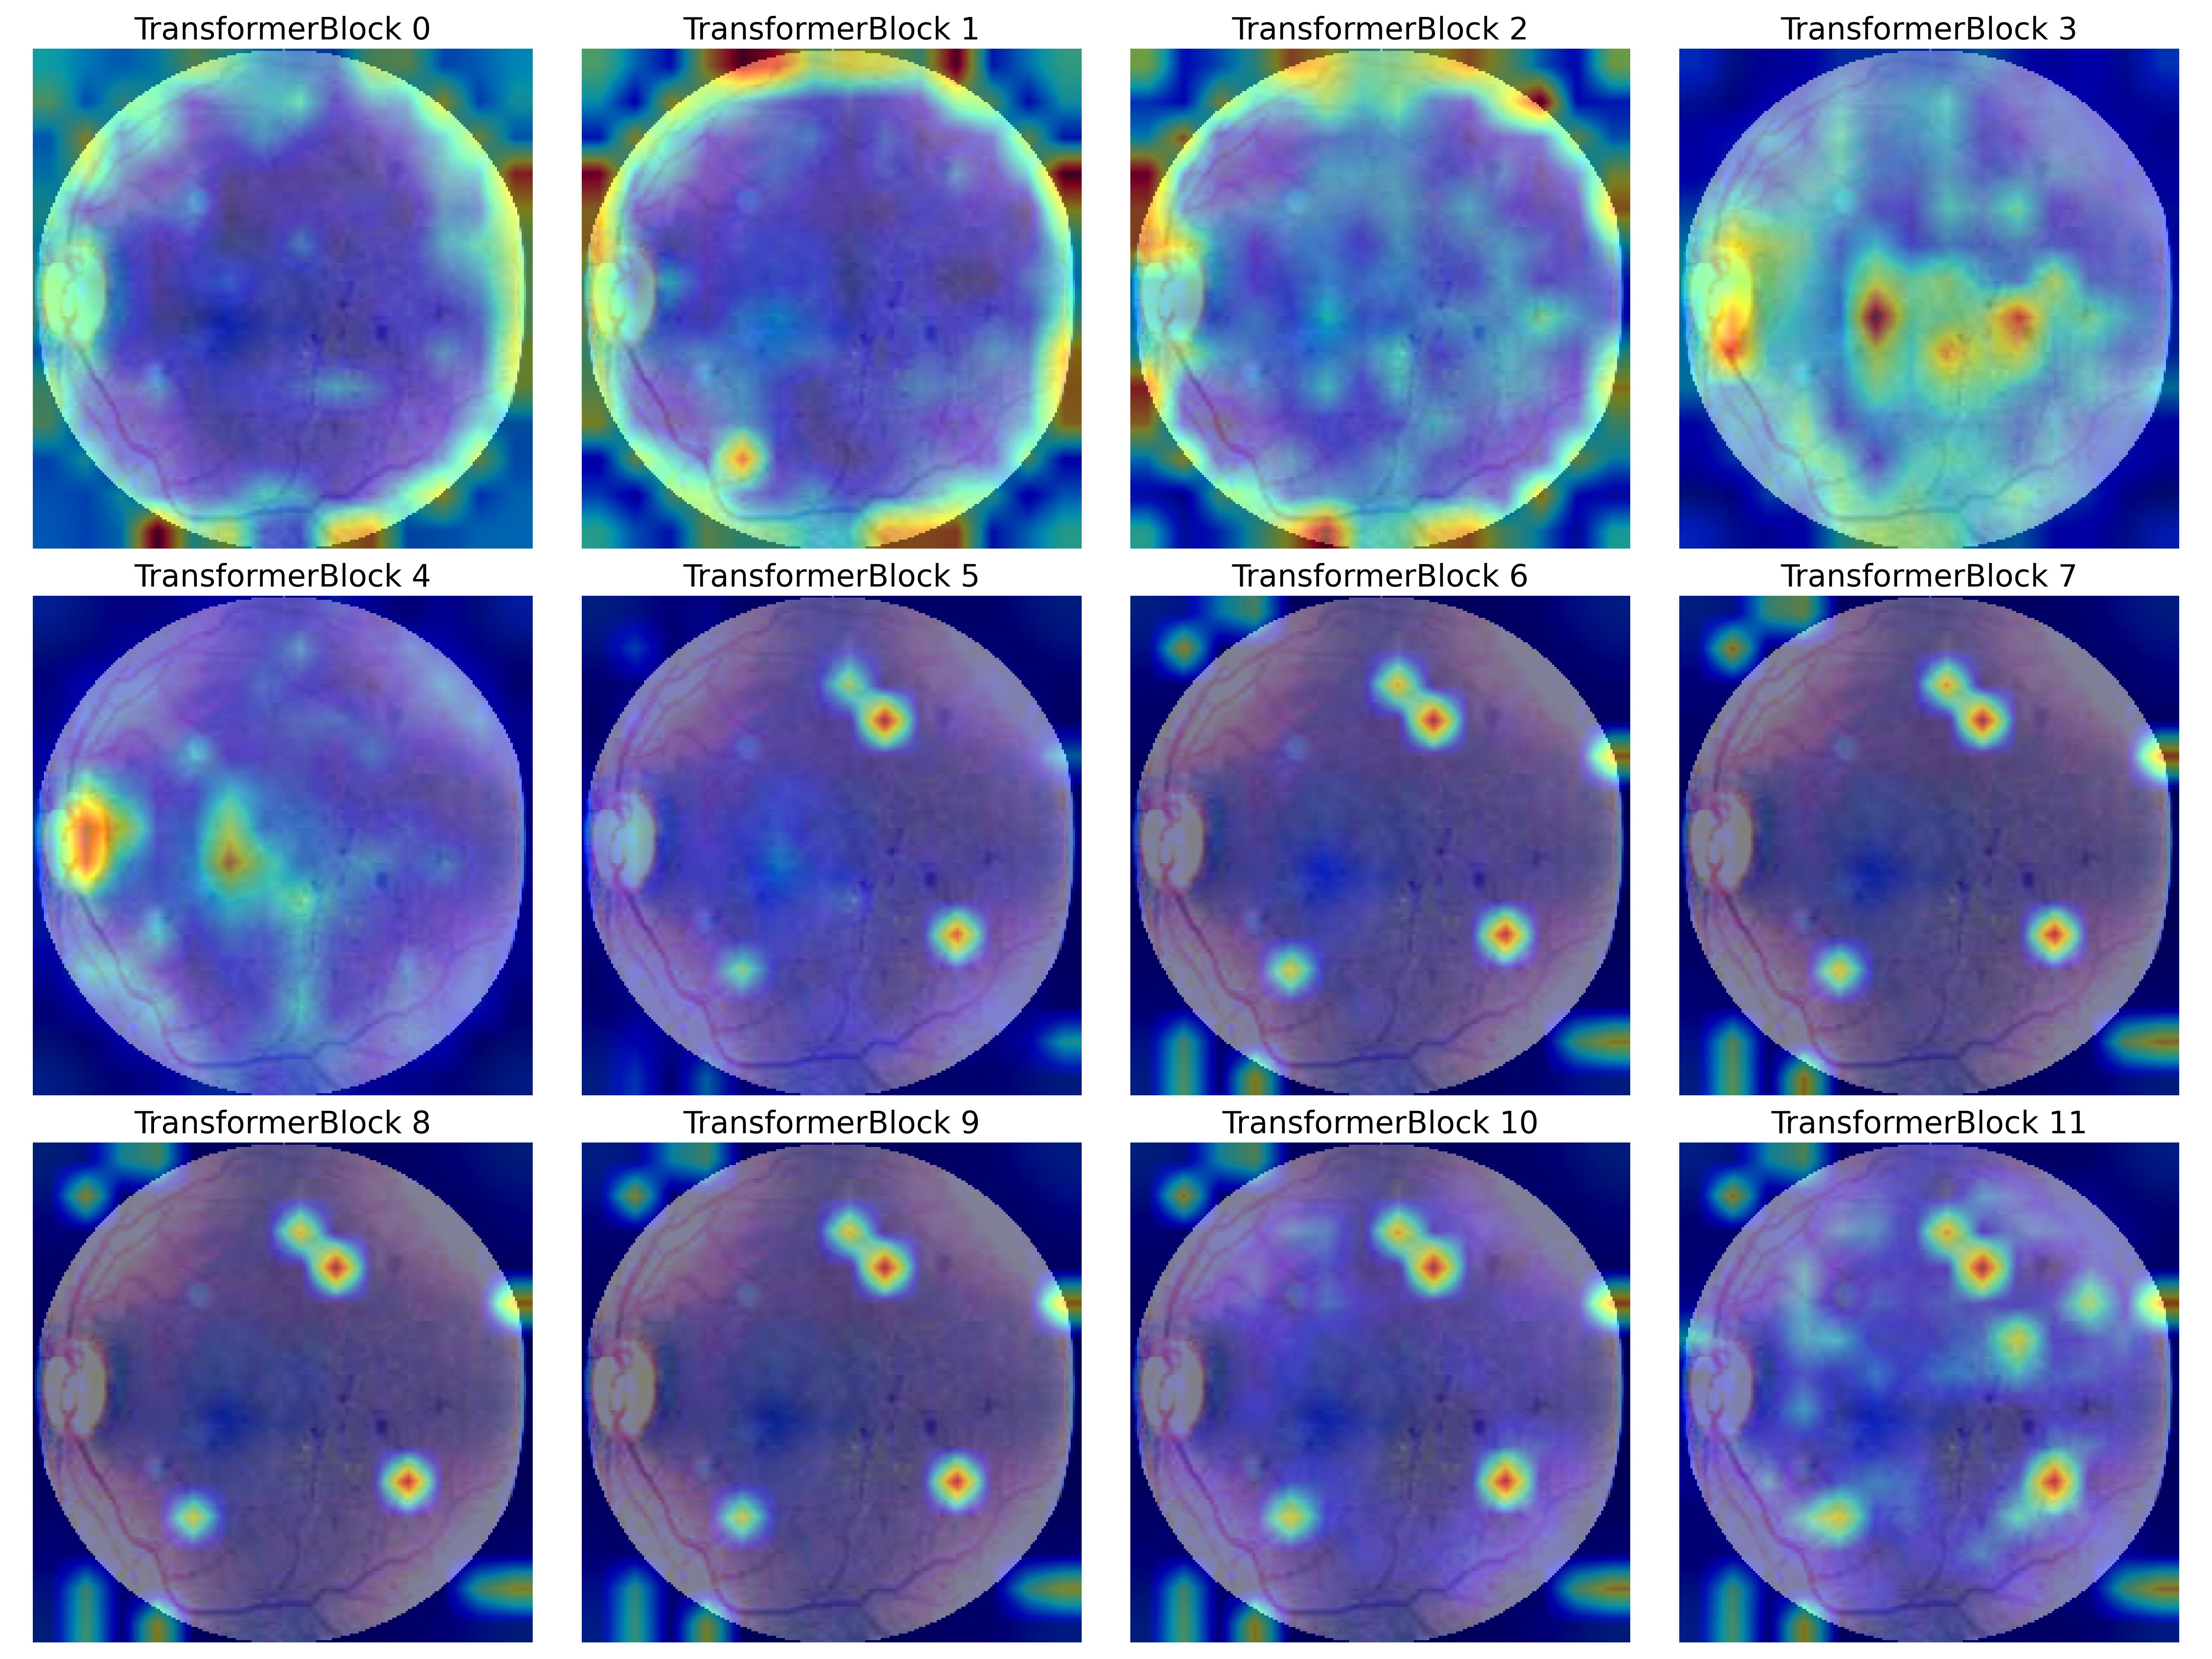 TransformerBlock 0
TransformerBlock 1
TransformerBlock 2
TransformerBlock 3
TransformerBlock 4
TransformerBlock 5
TransformerBlock 6
TransformerBlock 7
TransformerBlock 8
TransformerBlock 9
TransformerBlock 10
TransformerBlock 11